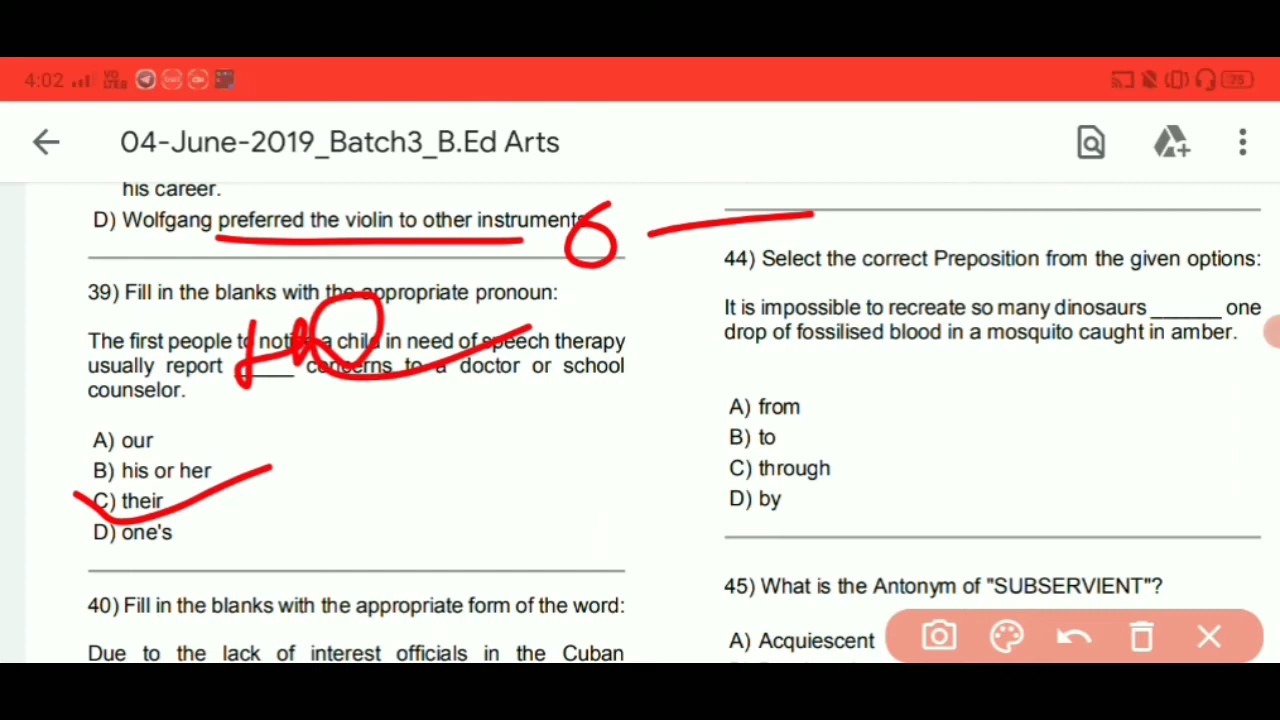 4:02
VO LTE
75
04-June-2019_Batch3_B.Ed Arts
his career.
D) Wolfgang preferred the violin to other instruments
6
39) Fill in the blanks with the appropriate pronoun:
The first people to notice a child in need of speech therapy
usually report _____ concerns to a doctor or school
counselor.
A) our
B) his or her
C) their
D) one's
40) Fill in the blanks with the appropriate form of the word:
Due to the lack of interest officials in the Cuban
44) Select the correct Preposition from the given options:
It is impossible to recreate so many dinosaurs ______ one
drop of fossilised blood in a mosquito caught in amber.
A) from
B) to
C) through
D) by
45) What is the Antonym of "SUBSERVIENT"?
A) Acquiescent